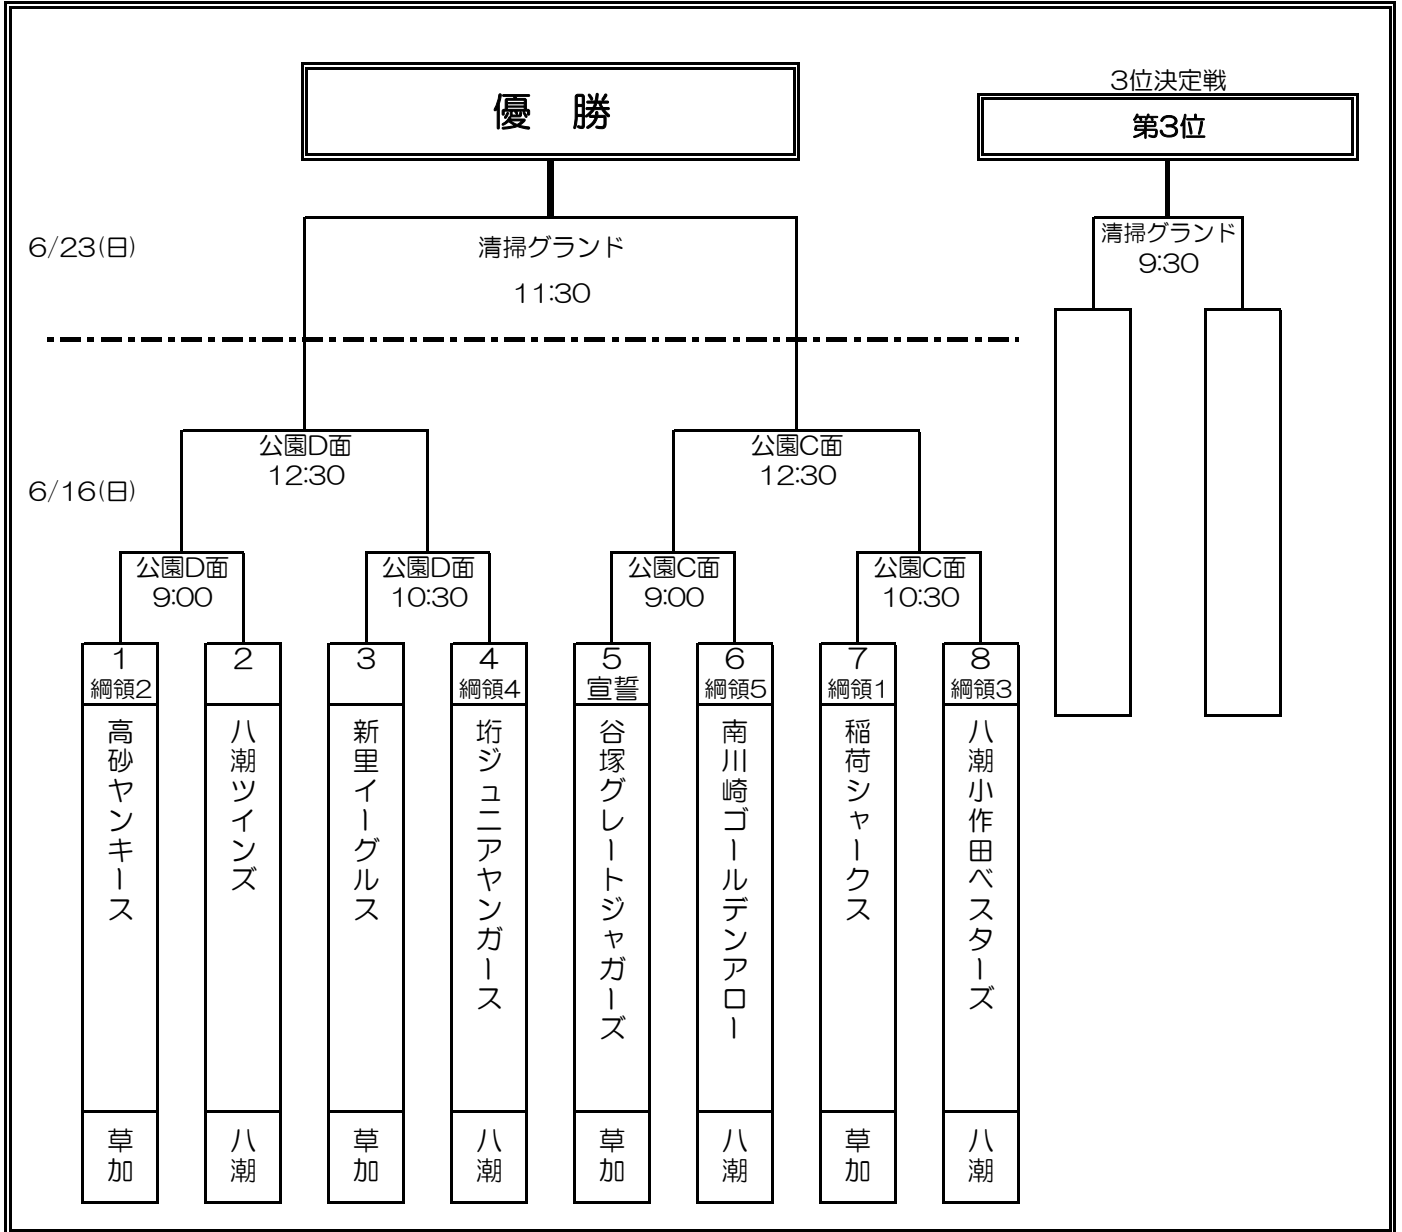 3位決定戦
優　勝
第3位
6/23(日)
清掃グランド
11:30
清掃グランド
9:30
公園D面
12:30
公園C面
12:30
6/16(日)
公園D面
9:00
公園D面
10:30
公園C面
9:00
公園C面
10:30
1
綱領2
高砂ヤンキース
草加
2
八潮ツインズ
八潮
3
新里イーグルス
草加
4
綱領4
垳ジュニアヤンガース
八潮
5
宣誓
谷塚グレートジャガーズ
草加
6
綱領5
南川崎ゴールデンアロー
八潮
7
綱領1
稲荷シャークス
草加
8
綱領3
八潮小作田ベスターズ
八潮